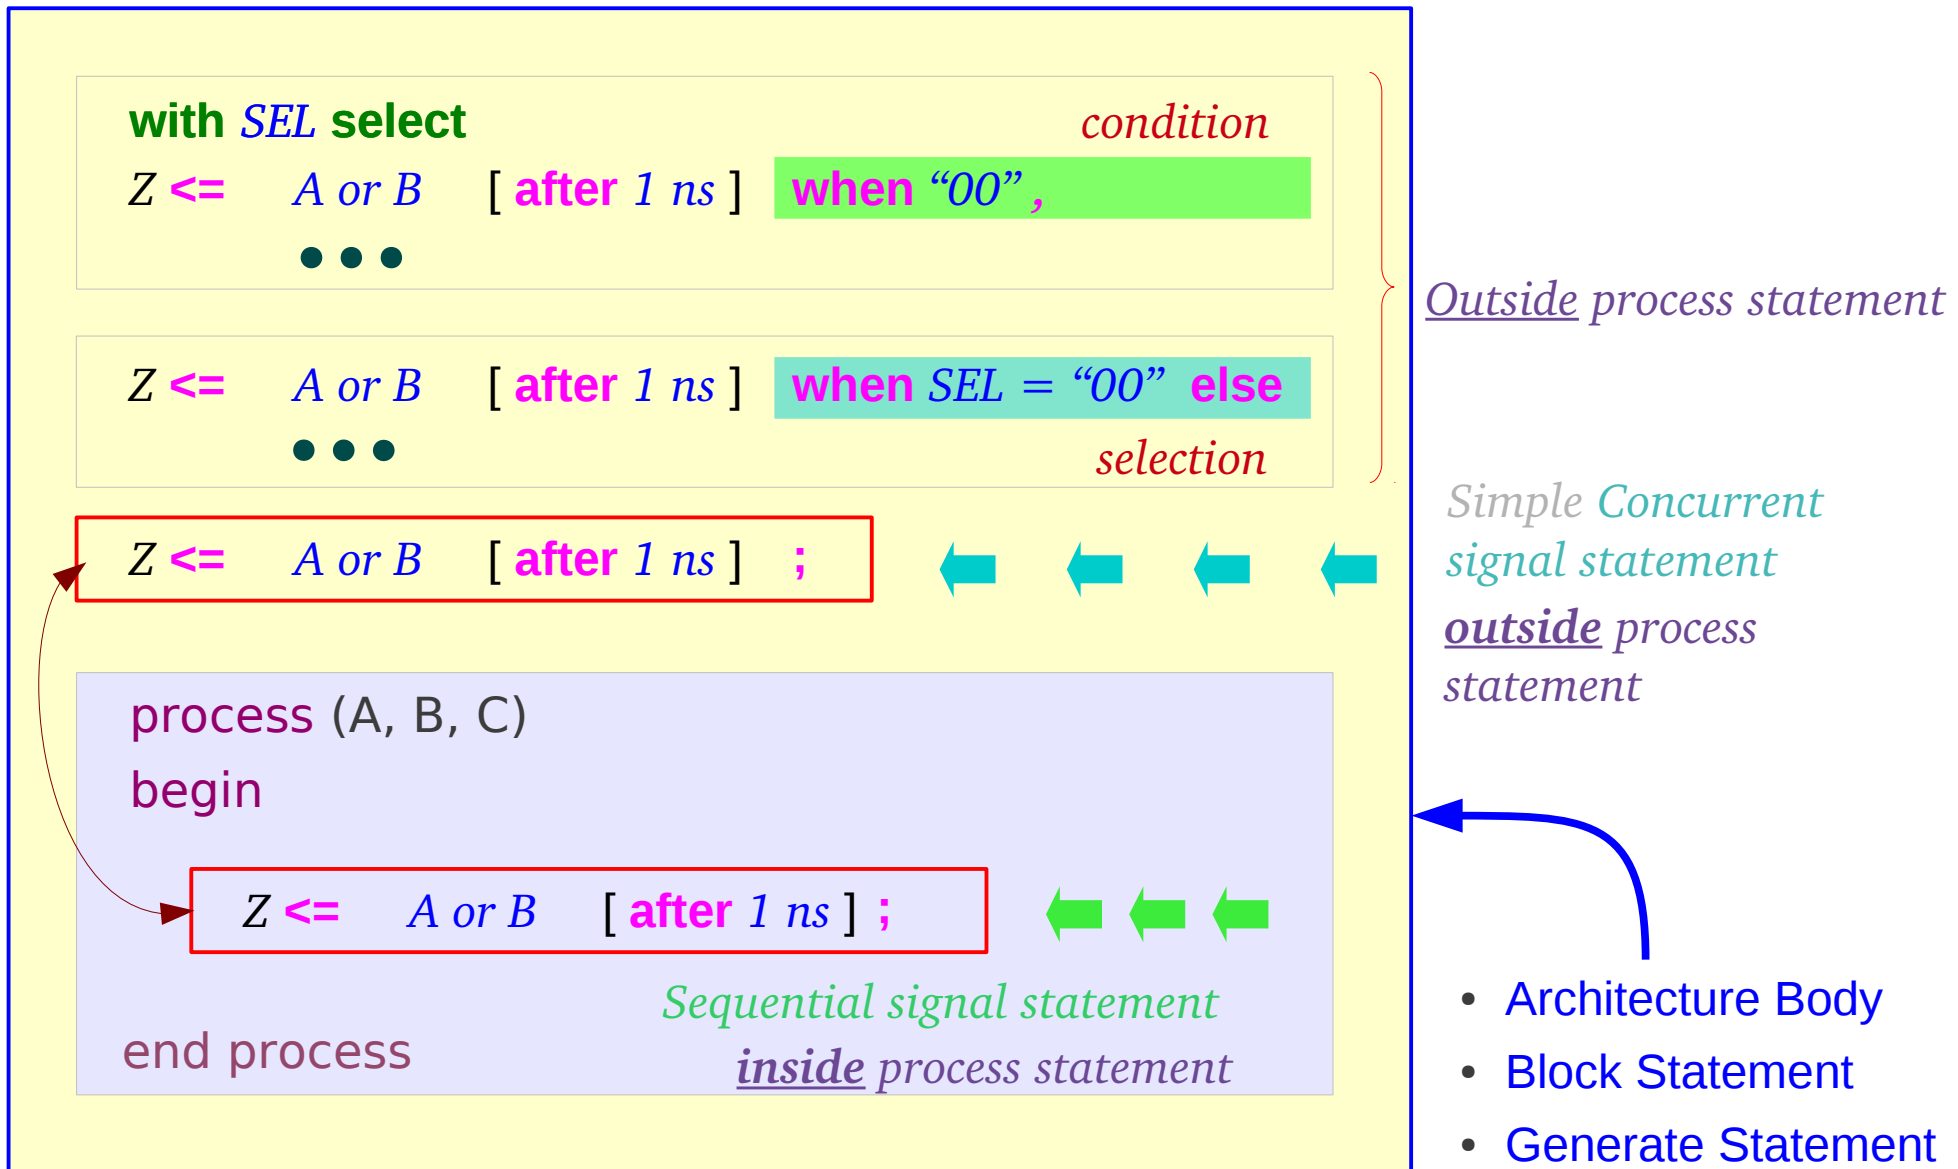 with SEL select
condition
Z <= A or B [ after 1 ns ] when “00” ,
●●●
Outside process statement
Z <= A or B [ after 1 ns ] when SEL = “00” else
●●●
selection
Simple Concurrent
signal statement
outside process
statement
Z <= A or B [ after 1 ns ] ;
process (A, B, C)
begin
Z <= A or B [ after 1 ns ] ;
Sequential signal statement
inside process statement
end process
• Architecture Body
• Block Statement
• Generate Statement